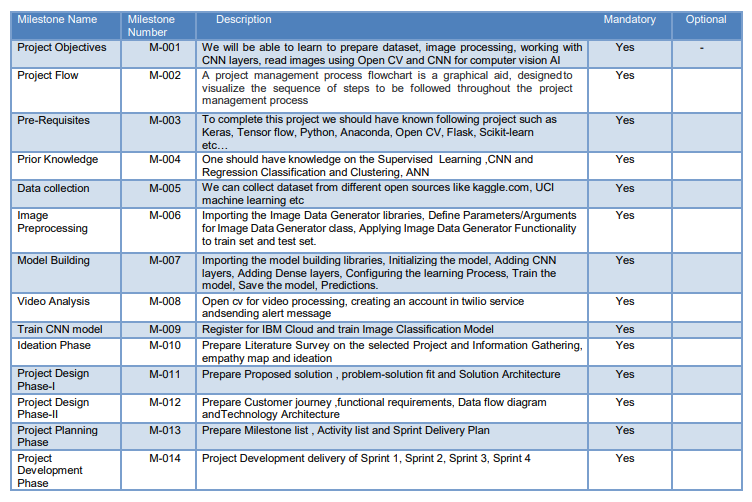 Milestone Name Milestone Number Description Mandatory Optional
Project Objectives M-001 We will be able to learn to prepare dataset, image processing, working with Yes -
CNN layers, read images using Open CV and CNN for computer vision AI
Project Flow M-002 A project management process flowchart is a graphical aid, designedto Yes
visualize the sequence of steps to be followed throughout the project
management process
Pre-Requisites M-003 To complete this project we should have known following project such as Yes
Keras, Tensor flow, Python, Anaconda, Open CV, Flask, Scikit-learn
etc…
Prior Knowledge M-004 One should have knowledge on the Supervised Learning ,CNN and Yes
Regression Classification and Clustering, ANN
Data collection M-005 We can collect dataset from different open sources like kaggle.com, UCI Yes
machine learning etc
Image M-006 Importing the Image Data Generator libraries, Define Parameters/Arguments Yes
Preprocessing for Image Data Generator class, Applying Image Data Generator Functionality
to train set and test set.
Model Building M-007 Importing the model building libraries, Initializing the model, Adding CNN Yes
layers, Adding Dense layers, Configuring the learning Process, Train the
model, Save the model, Predictions.
Video Analysis M-008 Open cv for video processing, creating an account in twilio service Yes
andsending alert message
Train CNN model M-009 Register for IBM Cloud and train Image Classification Model Yes
Ideation Phase M-010 Prepare Literature Survey on the selected Project and Information Gathering, Yes
empathy map and ideation
Project Design M-011 Prepare Proposed solution , problem-solution fit and Solution Architecture Yes
Phase-I
Project Design M-012 Prepare Customer journey ,functional requirements, Data flow diagram Yes
Phase-II andTechnology Architecture
Project Planning M-013 Prepare Milestone list , Activity list and Sprint Delivery Plan Yes
Phase
Project M-014 Project Development delivery of Sprint 1, Sprint 2, Sprint 3, Sprint 4 Yes
Development
Phase